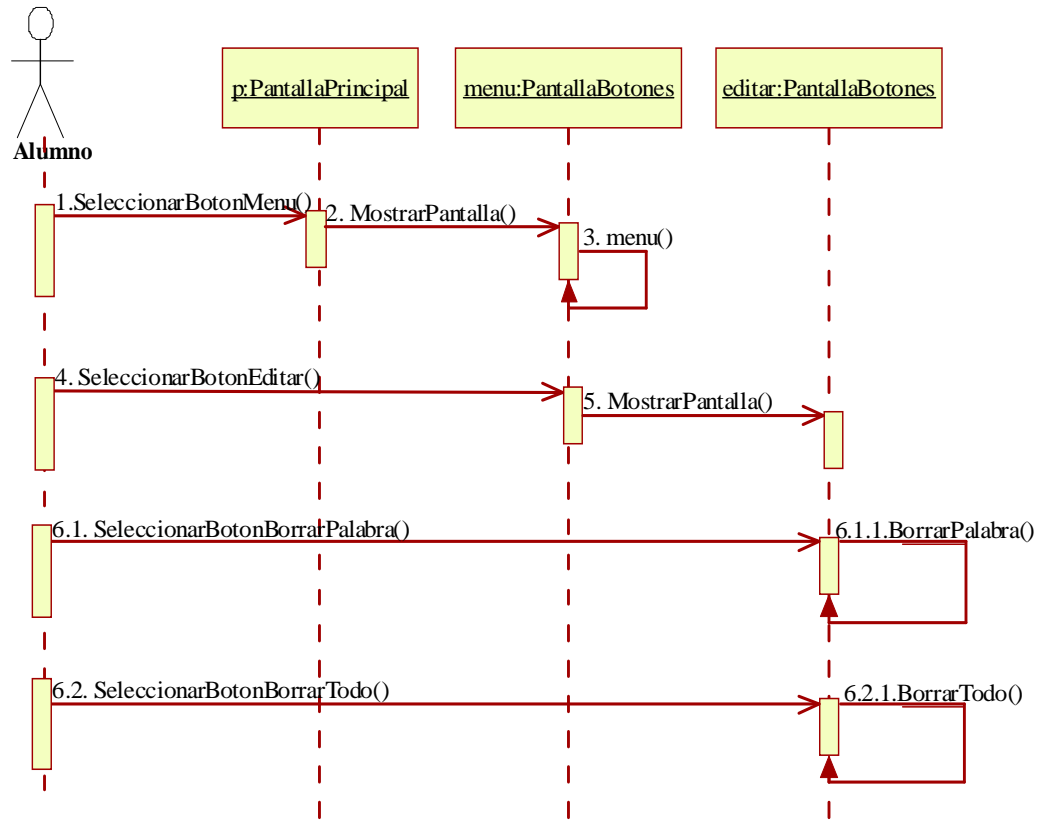 p:PantallaPrincipal
menu:PantallaBotones
editar:PantallaBotones
Alumno
1.SeleccionarBotonMenu()
2. MostrarPantalla()
3. menu()
4. SeleccionarBotonEditar()
5. MostrarPantalla()
6.1. SeleccionarBotonBorrarPalabra()
6.1.1.BorrarPalabra()
6.2. SeleccionarBotonBorrarTodo()
6.2.1.BorrarTodo()